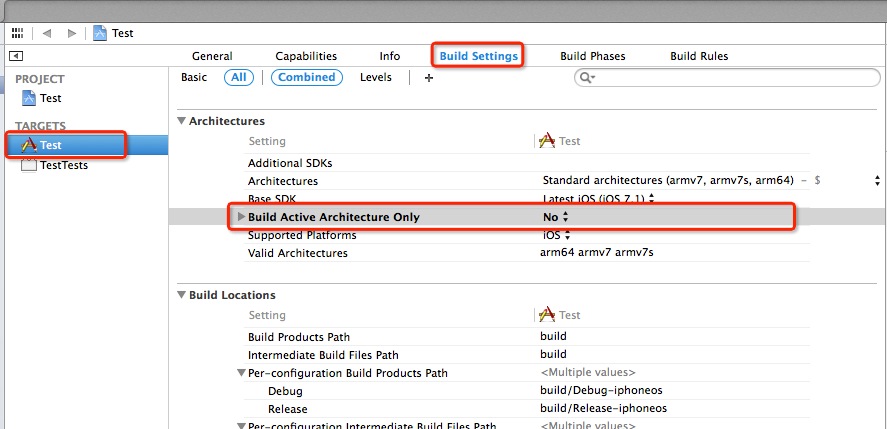 Test
General Capabilities Info Build Settings Build Phases Build Rules
PROJECT
Test
TARGETS
Test
TestTests
Basic All Combined Levels +
Architectures
Setting Test
Additional SDKs
Architectures Standard architectures (armv7, armv7s, arm64) - $
Base SDK Latest iOS (iOS 7.1)
Build Active Architecture Only No
Supported Platforms iOS
Valid Architectures arm64 armv7 armv7s
Build Locations
Setting Test
Build Products Path build
Intermediate Build Files Path build
Per-configuration Build Products Path <Multiple values>
Debug build/Debug-iphoneos
Release build/Release-iphoneos
Per-configuration Intermediate Build Files Path <Multiple values>